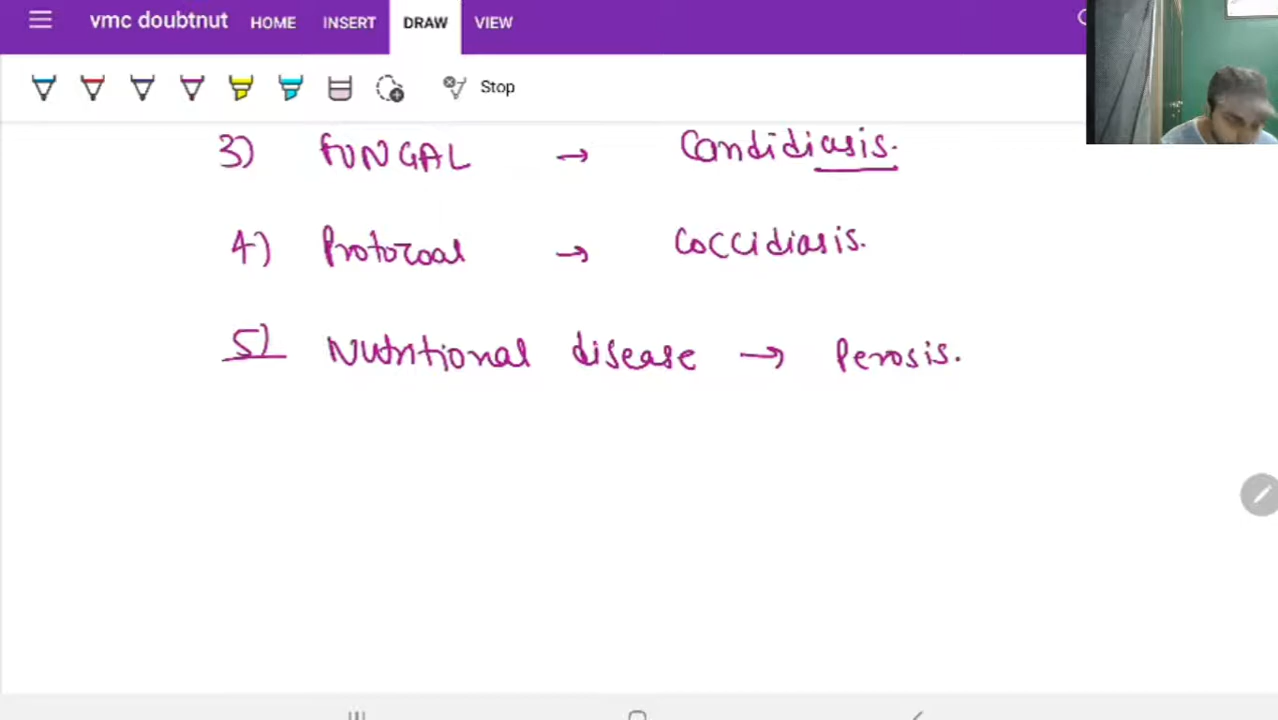 vmc doubtnut HOME INSERT DRAW VIEW
Stop
3) FUNGAL → Candidiasis.
4) Protozoal → Coccidiasis.
5) Nutritional disease → Perosis.